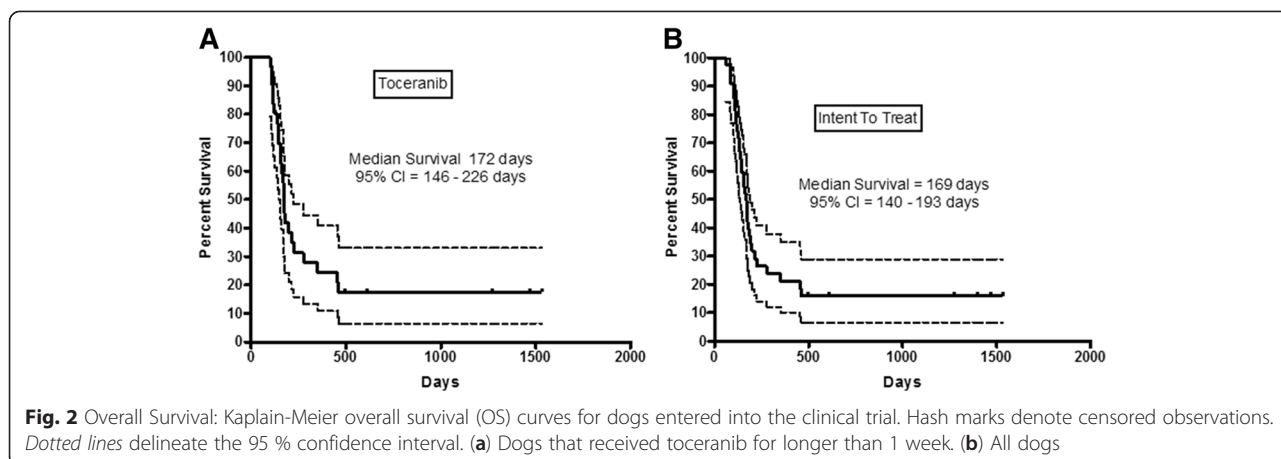 A
100
90
80
70
60
50
40
30
20
10
0
Percent Survival
Toceranib
Median Survival 172 days
95% CI = 146 - 226 days
0 500 1000 1500 2000
Days
B
100
90
80
70
60
50
40
30
20
10
0
Percent Survival
Intent To Treat
Median Survival = 169 days
95% CI = 140 - 193 days
0 500 1000 1500 2000
Days
Fig. 2 Overall Survival: Kaplain-Meier overall survival (OS) curves for dogs entered into the clinical trial. Hash marks denote censored observations.
Dotted lines delineate the 95 % confidence interval. (a) Dogs that received toceranib for longer than 1 week. (b) All dogs